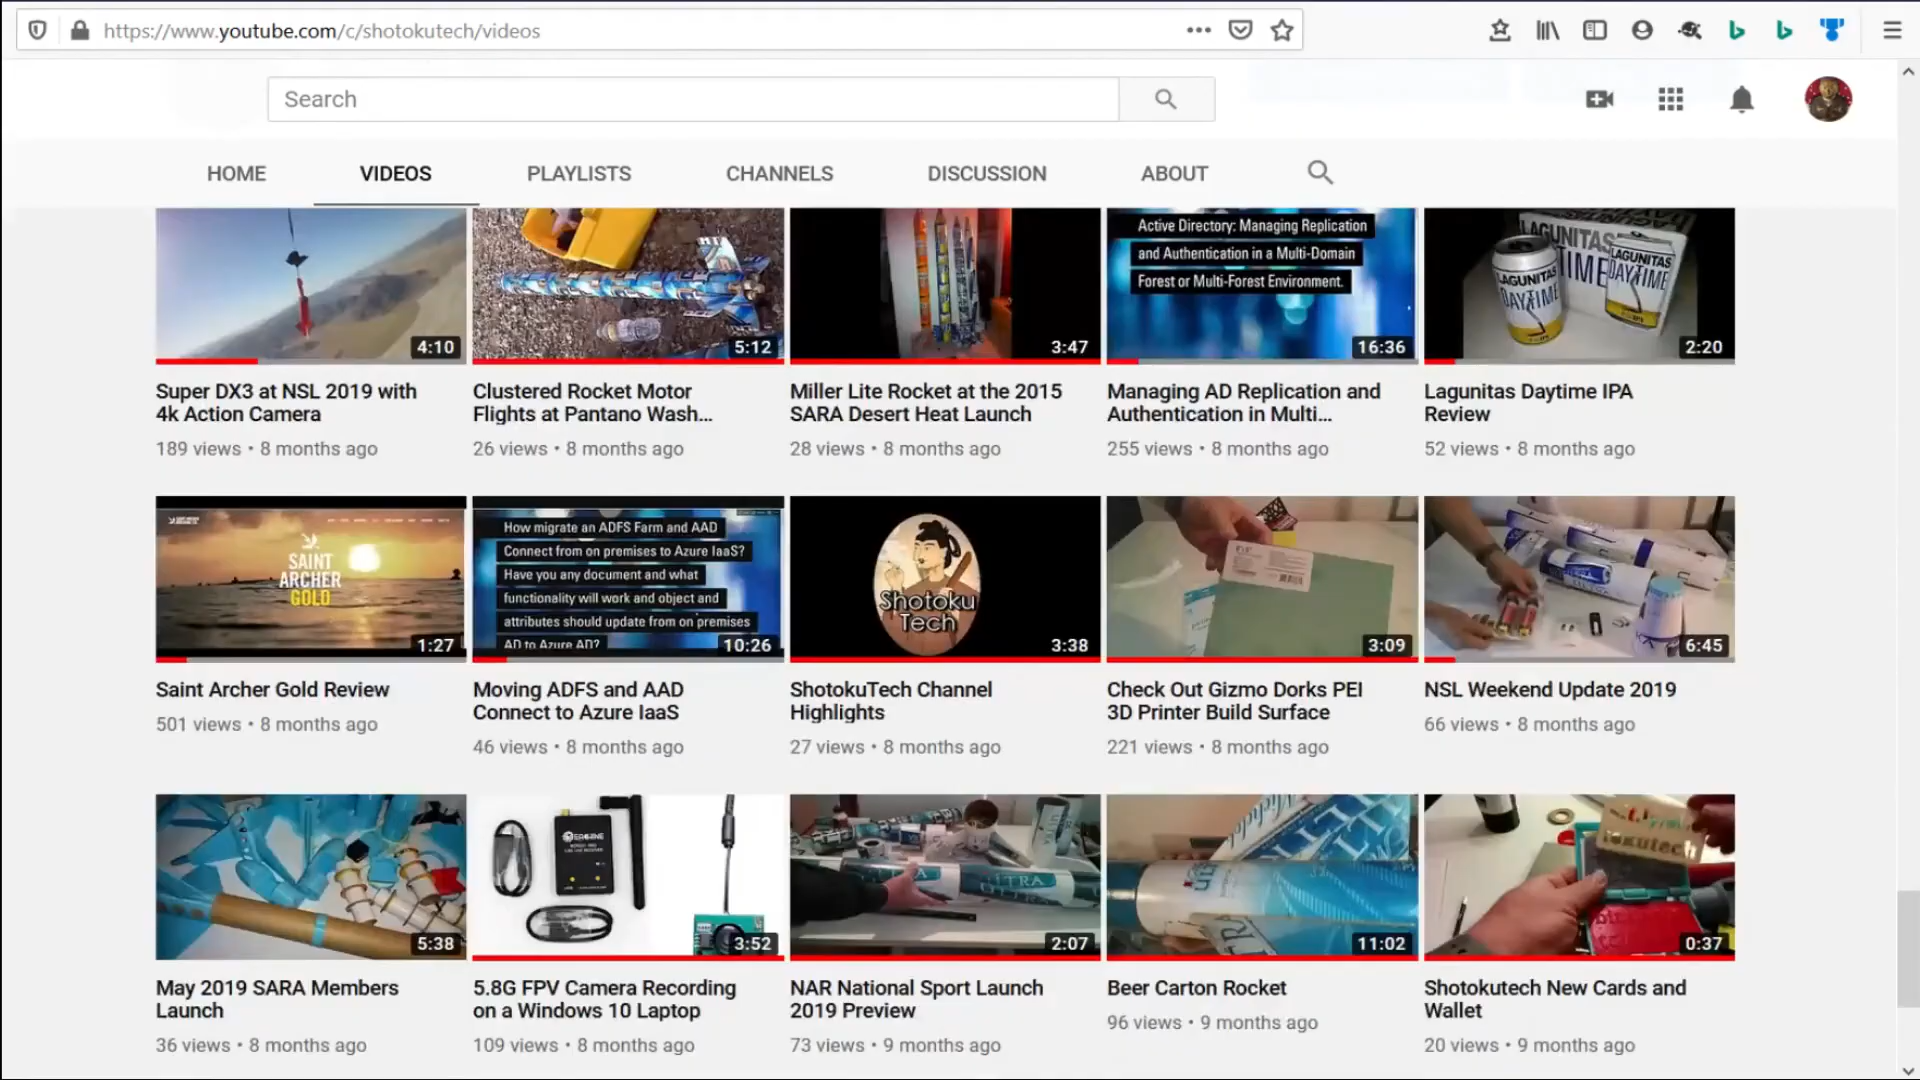 https://www.youtube.com/c/shotokutech/videos
Search
HOME
VIDEOS
PLAYLISTS
CHANNELS
DISCUSSION
ABOUT
4:10
5:12
3:47
Active Directory: Managing Replication
and Authentication in a Multi-Domain
Forest or Multi-Forest Environment.
16:36
LAGUNITAS
DAYTIME
LAGUNITAS
DAYTIME
2:20
Super DX3 at NSL 2019 with
4k Action Camera
189 views • 8 months ago
Clustered Rocket Motor
Flights at Pantano Wash...
26 views • 8 months ago
Miller Lite Rocket at the 2015
SARA Desert Heat Launch
28 views • 8 months ago
Managing AD Replication and
Authentication in Multi...
255 views • 8 months ago
Lagunitas Daytime IPA
Review
52 views • 8 months ago
SAINT
ARCHER
GOLD
1:27
How migrate an ADFS Farm and AAD
Connect from on premises to Azure IaaS?
Have you any document and what
functionality will work and object and
attributes should update from on premises
AD to Azure AD?
10:26
Shotoku
Tech
3:38
3:09
6:45
Saint Archer Gold Review
501 views • 8 months ago
Moving ADFS and AAD
Connect to Azure IaaS
46 views • 8 months ago
ShotokuTech Channel
Highlights
27 views • 8 months ago
Check Out Gizmo Dorks PEI
3D Printer Build Surface
221 views • 8 months ago
NSL Weekend Update 2019
66 views • 8 months ago
5:38
3:52
2:07
11:02
0:37
May 2019 SARA Members
Launch
36 views • 8 months ago
5.8G FPV Camera Recording
on a Windows 10 Laptop
109 views • 8 months ago
NAR National Sport Launch
2019 Preview
73 views • 9 months ago
Beer Carton Rocket
96 views • 9 months ago
Shotokutech New Cards and
Wallet
20 views • 9 months ago